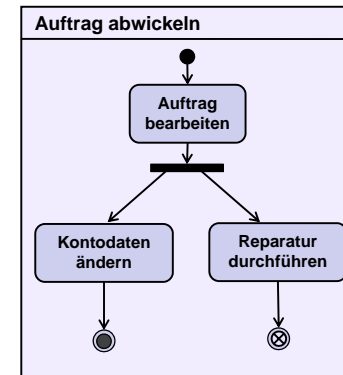 Auftrag abwickeln
Auftrag
bearbeiten
Kontodaten
ändern
Reparatur
durchführen